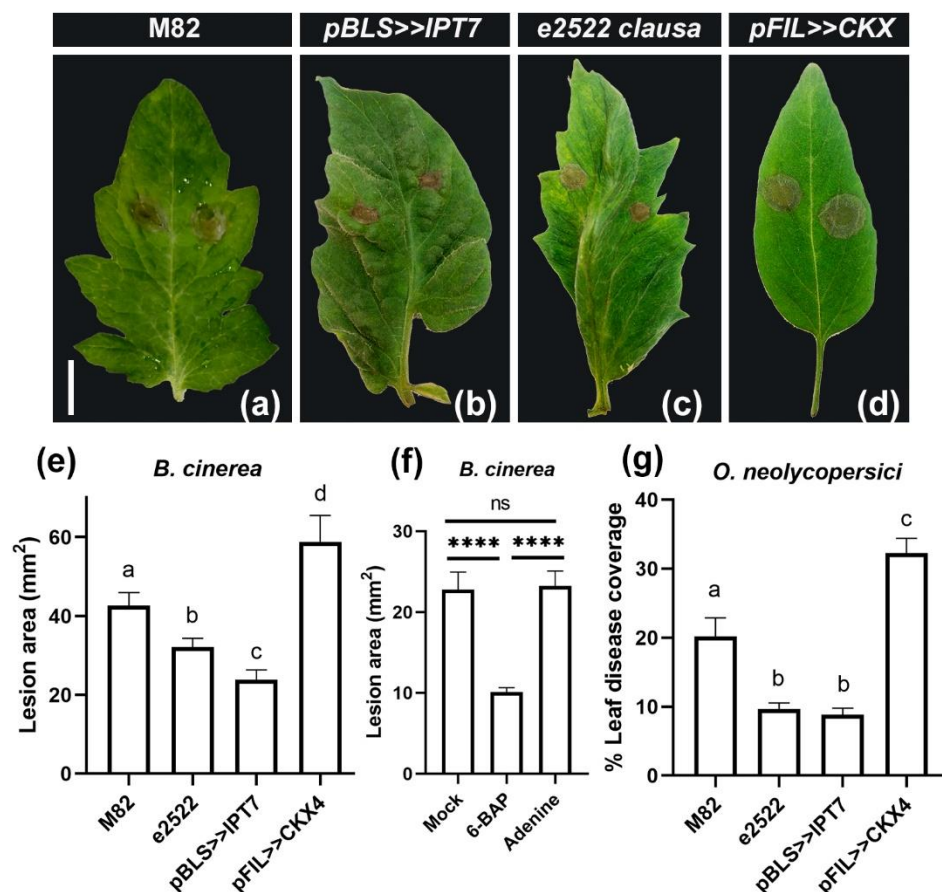 M82
pBLS>>IPT7
e2522 clausa
pFIL>>CKX
(a)
(b)
(c)
(d)
(e)
B. cinerea
Lesion area (mm²)
60
40
20
0
a
b
c
d
M82
e2522
pBLS>>IPT7
pFIL>>CKX4
(f)
B. cinerea
Lesion area (mm²)
30
20
10
0
ns
**** ****
Mock
6-BAP
Adenine
(g)
O. neolycopersici
% Leaf disease coverage
40
30
20
10
0
a
b
b
c
M82
e2522
pBLS>>IPT7
pFIL>>CKX4